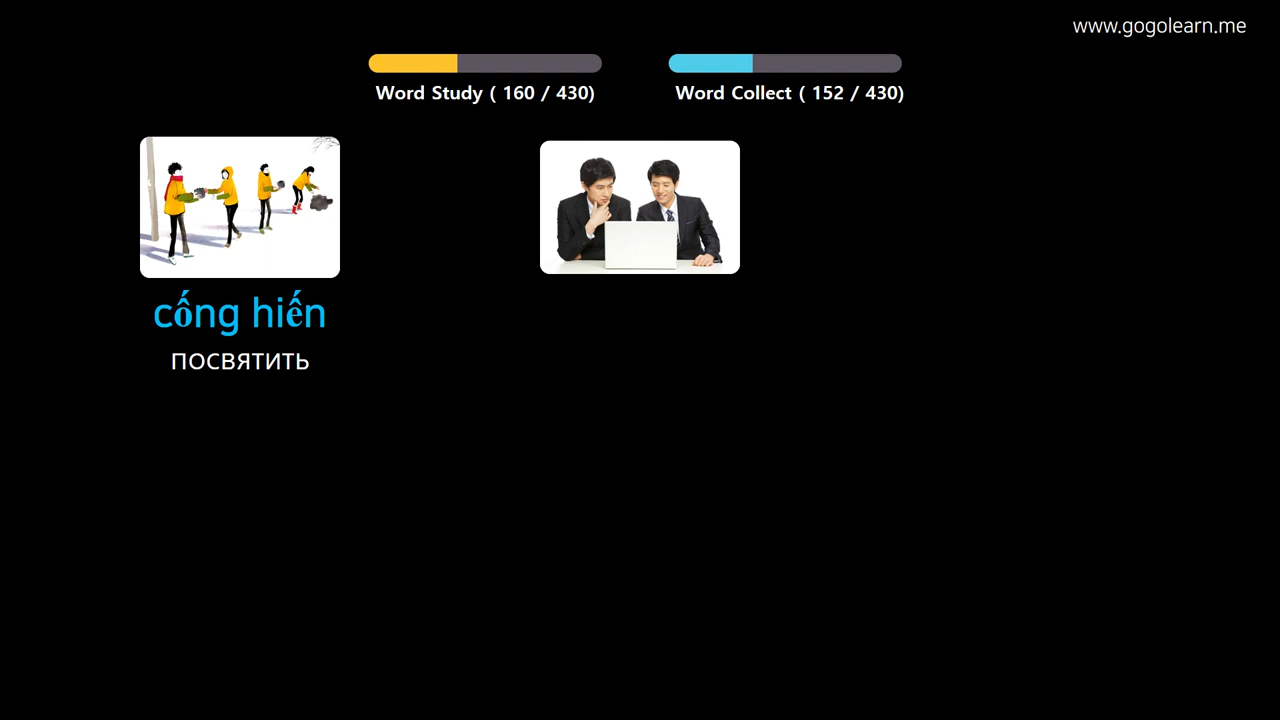 www.gogolearn.me
Word Study ( 160 / 430)
Word Collect ( 152 / 430)
cống hiến
посвятить